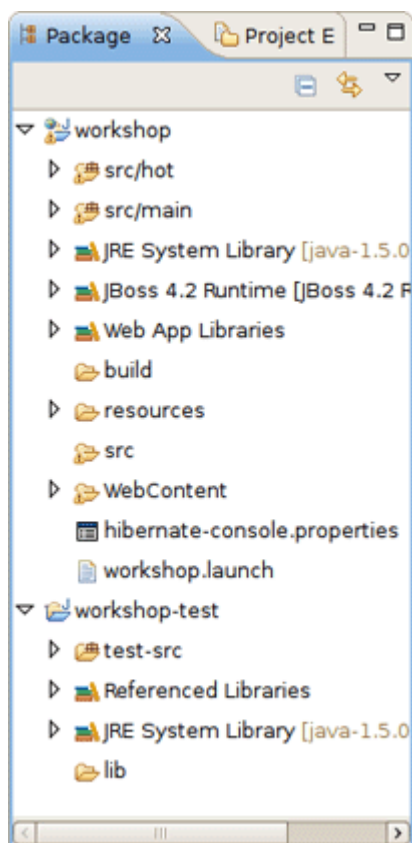 Package Project E
workshop
src/hot
src/main
JRE System Library [java-1.5.0
JBoss 4.2 Runtime [JBoss 4.2 R
Web App Libraries
build
resources
src
WebContent
hibernate-console.properties
workshop.launch
workshop-test
test-src
Referenced Libraries
JRE System Library [java-1.5.0
lib